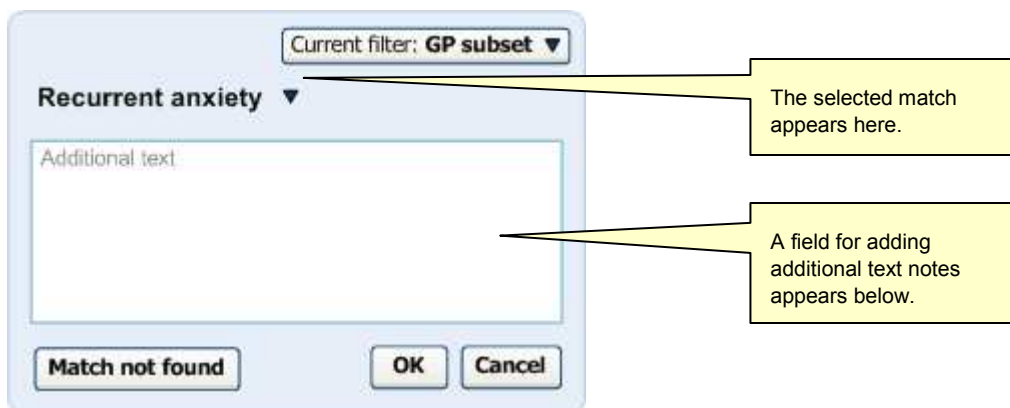 Current filter: GP subset ▼
Recurrent anxiety ▼
The selected match
appears here.
Additional text
A field for adding
additional text notes
appears below.
Match not found
OK
Cancel